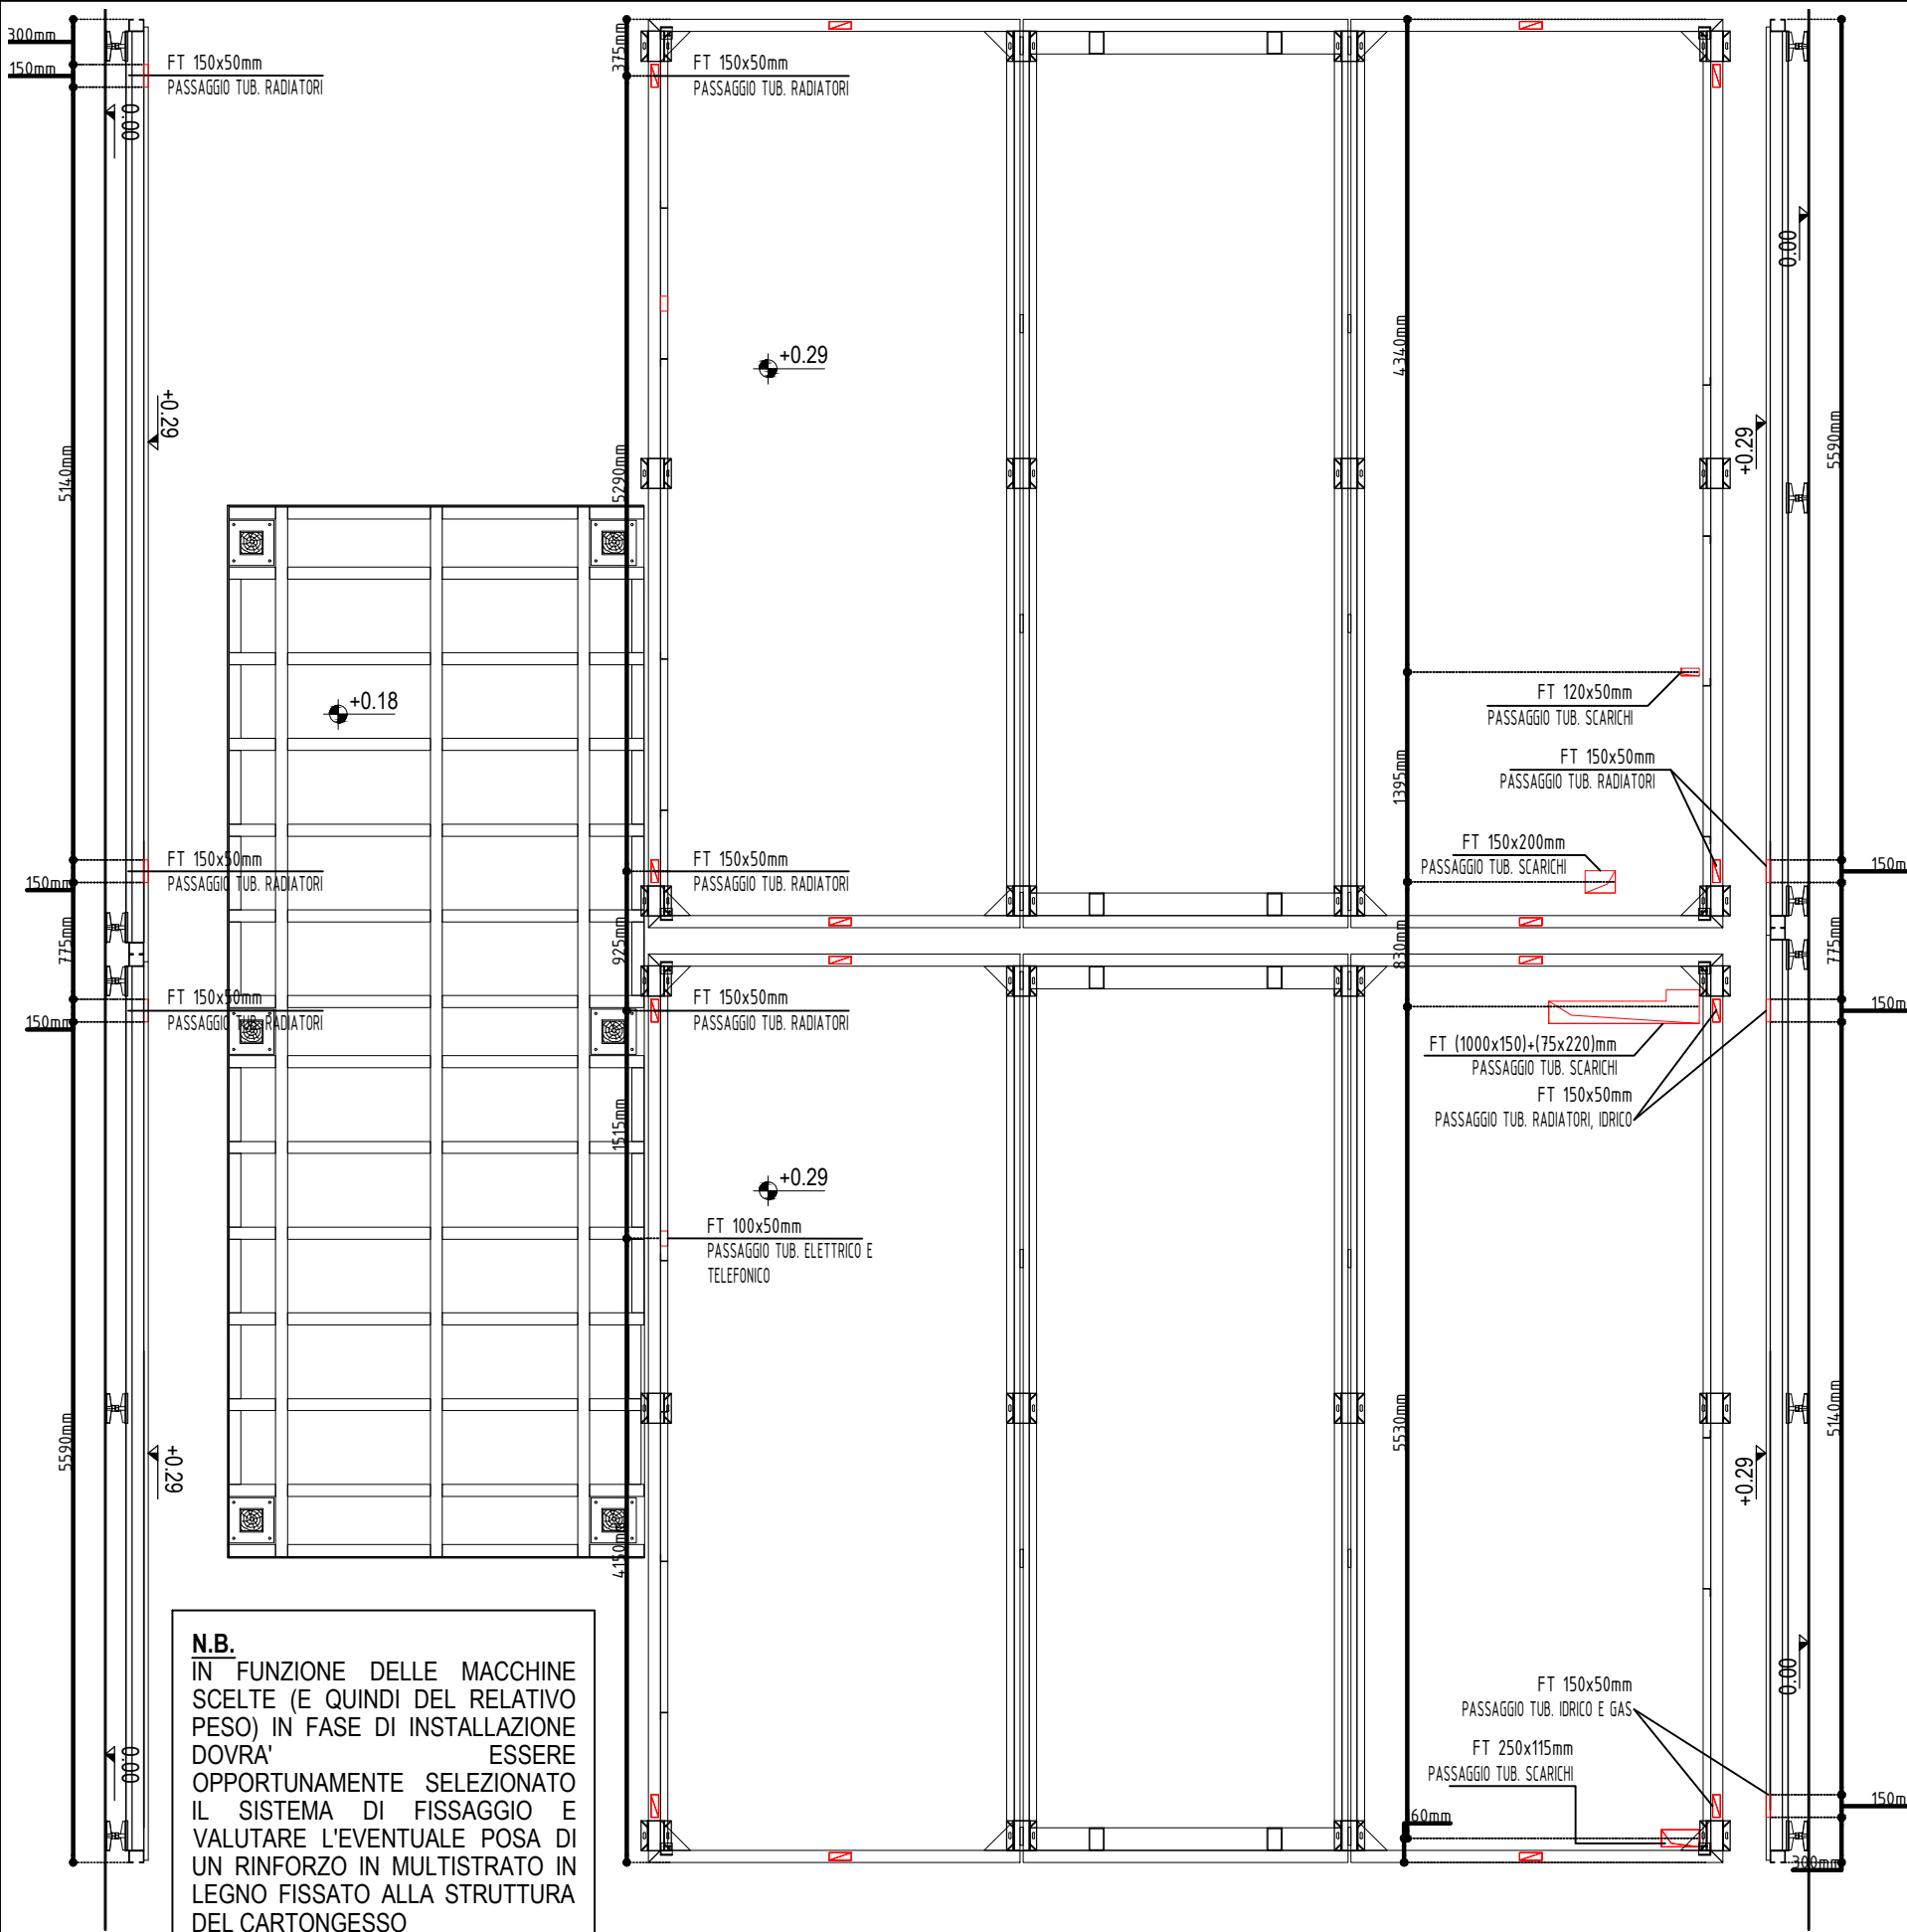 300mm
150mm
FT 150x50mm
PASSAGGIO TUB. RADIATORI
0.00
375mm
FT 150x50mm
PASSAGGIO TUB. RADIATORI
0.00
+0.29
4340mm
+0.29
5140mm
5290mm
+0.29
5590mm
+0.18
FT 120x50mm
PASSAGGIO TUB. SCARICHI
FT 150x50mm
PASSAGGIO TUB. RADIATORI
1395mm
FT 150x200mm
PASSAGGIO TUB. SCARICHI
FT 150x50mm
PASSAGGIO TUB. RADIATORI
FT 150x50mm
PASSAGGIO TUB. RADIATORI
150mm
150m
775mm
925mm
830mm
775mm
FT 150x50mm
PASSAGGIO TUB. RADIATORI
FT 150x50mm
PASSAGGIO TUB. RADIATORI
150mm
150m
FT (1000x150)+(75x220)mm
PASSAGGIO TUB. SCARICHI
FT 150x50mm
PASSAGGIO TUB. RADIATORI, IDRICO
1515mm
+0.29
FT 100x50mm
PASSAGGIO TUB. ELETTRICO E
TELEFONICO
5590mm
+0.29
5530mm
5140mm
+0.29
4150mm
0.00
0.00
FT 150x50mm
PASSAGGIO TUB. IDRICO E GAS
FT 250x115mm
PASSAGGIO TUB. SCARICHI
150m
60mm
300mm
N.B.
IN FUNZIONE DELLE MACCHINE
SCELTE (E QUINDI DEL RELATIVO
PESO) IN FASE DI INSTALLAZIONE
DOVRA' ESSERE
OPPORTUNAMENTE SELEZIONATO
IL SISTEMA DI FISSAGGIO E
VALUTARE L'EVENTUALE POSA DI
UN RINFORZO IN MULTISTRATO IN
LEGNO FISSATO ALLA STRUTTURA
DEL CARTONGESSO